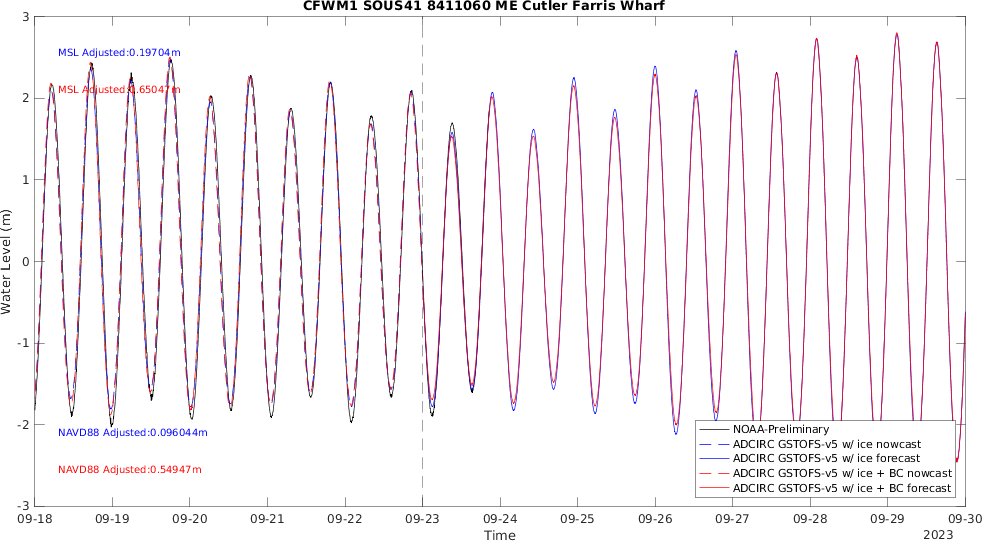 CFWM1 SOUS41 8411060 ME Cutler Farris Wharf
3
MSL Adjusted:0.19704m
MSL Adjusted:0.65047m
2
1
0
-1
-2
-3
Water Level (m)
NAVD88 Adjusted:0.096044m
NAVD88 Adjusted:0.54947m
NOAA-Preliminary
ADCIRC GSTOFS-v5 w/ ice nowcast
ADCIRC GSTOFS-v5 w/ ice forecast
ADCIRC GSTOFS-v5 w/ ice + BC nowcast
ADCIRC GSTOFS-v5 w/ ice + BC forecast
09-18 09-19 09-20 09-21 09-22 09-23 09-24 09-25 09-26 09-27 09-28 09-29 09-30
Time
2023